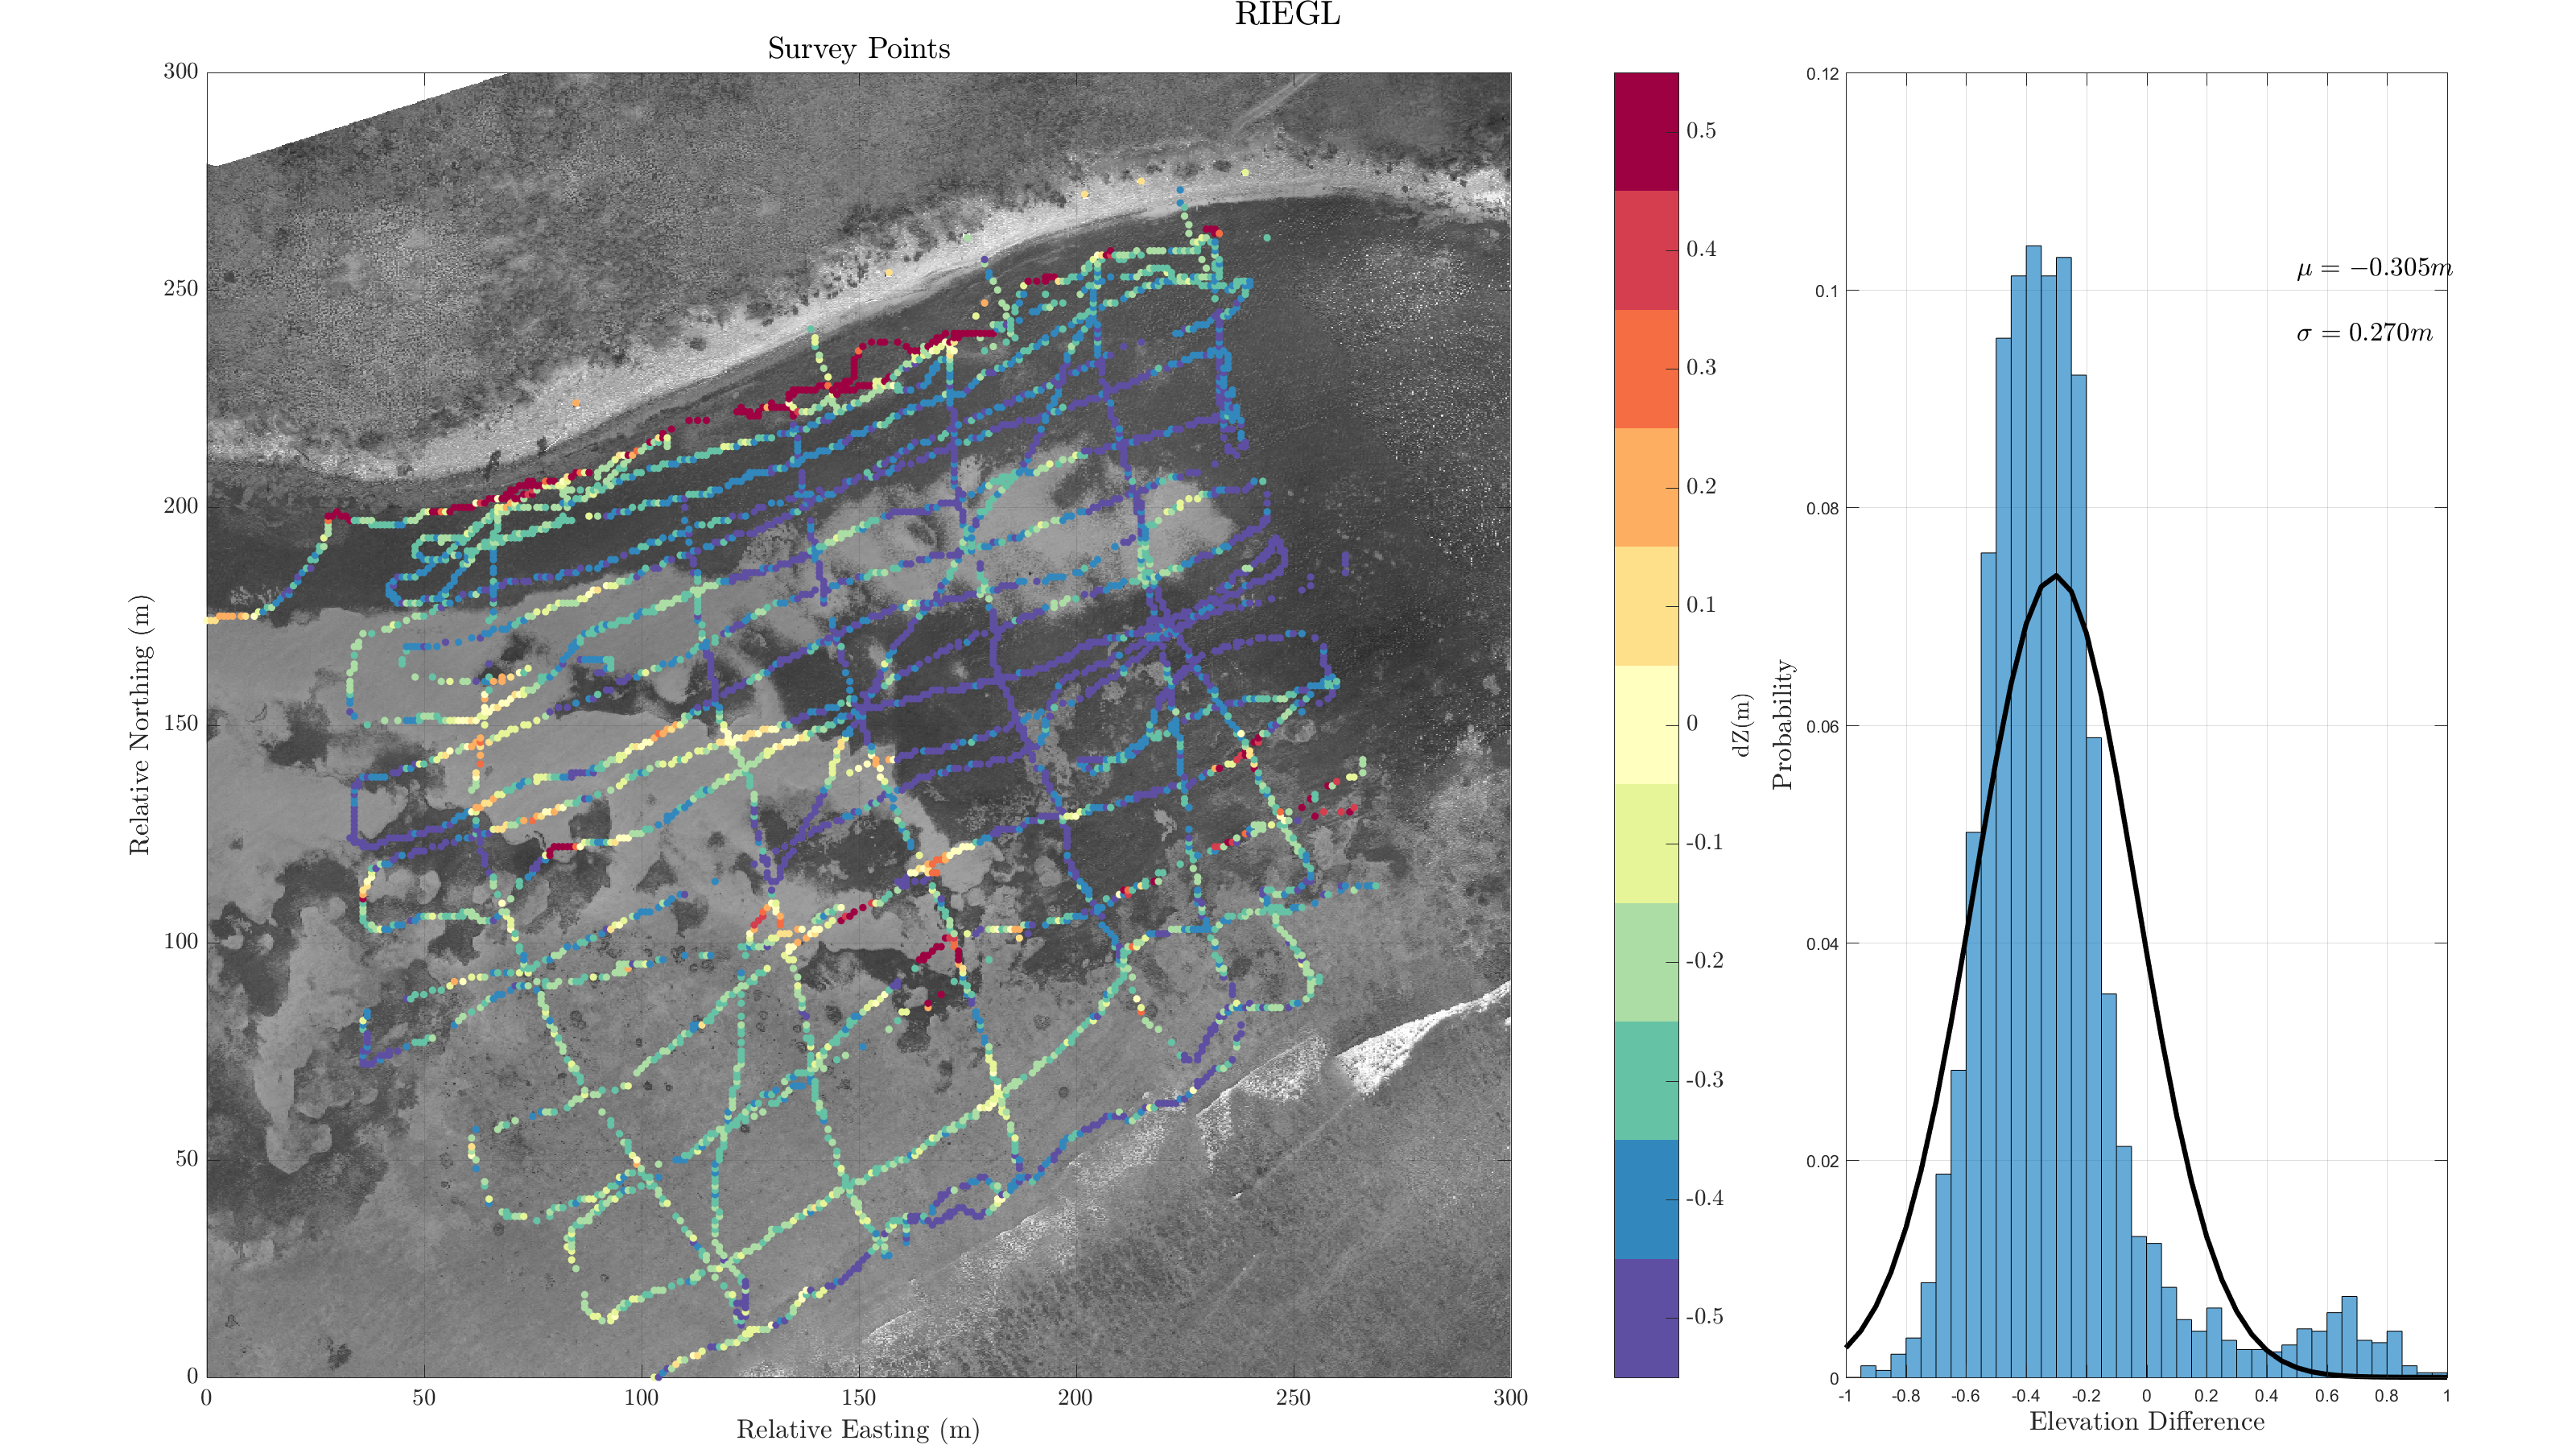 RIEGL
Survey Points
300
250
200
150
100
50
0
Relative Northing (m)
0 50 100 150 200 250 300
Relative Easting (m)
0.5
0.4
0.3
0.2
0.1
0
-0.1
-0.2
-0.3
-0.4
-0.5
dZ(m)
Probability
0.12
0.1
0.08
0.06
0.04
0.02
0
μ = −0.305m
σ = 0.270m
-1 -0.8 -0.6 -0.4 -0.2 0 0.2 0.4 0.6 0.8 1
Elevation Difference